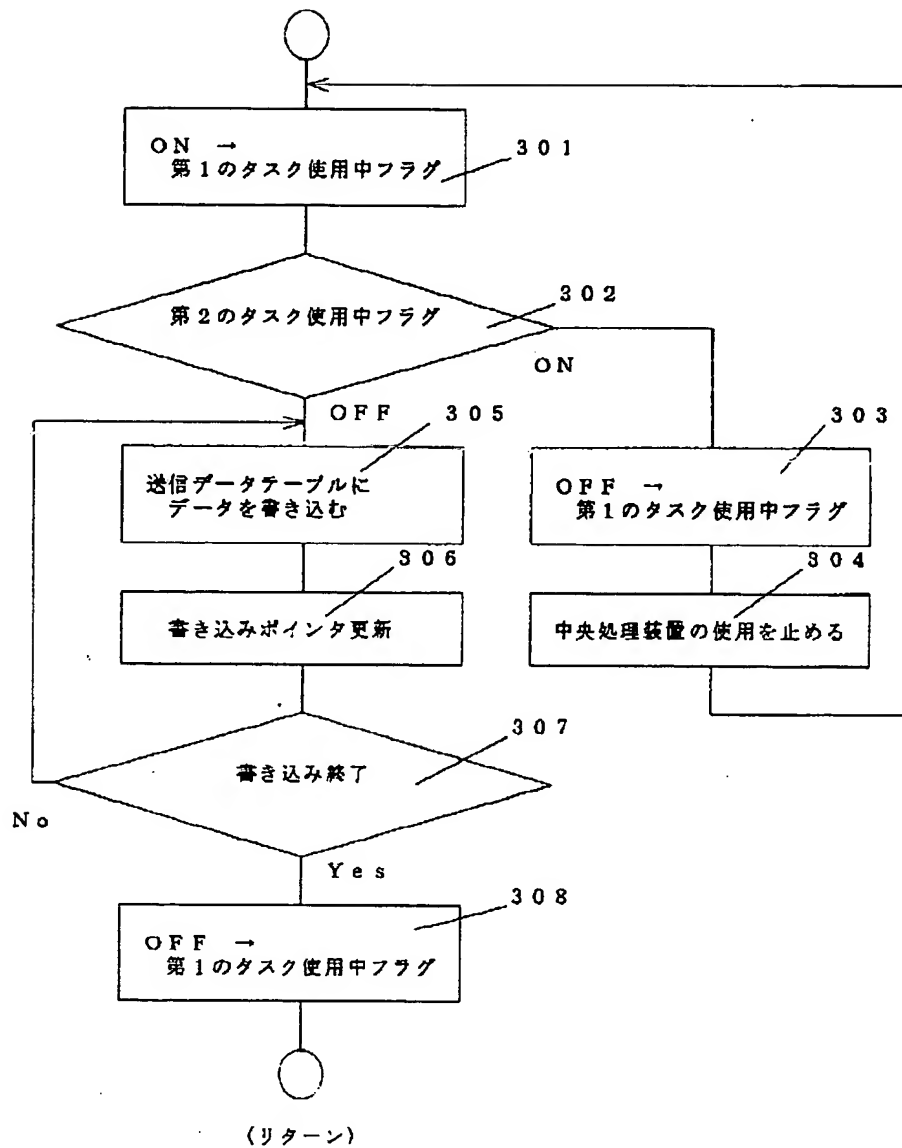 ON →
第1のタスク使用中フラグ
301
第2のタスク使用中フラグ
302
ON
OFF
305
送信データテーブルに
データを書き込む
303
OFF →
第1のタスク使用中フラグ
306
書き込みポインタ更新
304
中央処理装置の使用を止める
307
書き込み終了
No
Yes
308
OFF →
第1のタスク使用中フラグ
(リターン)